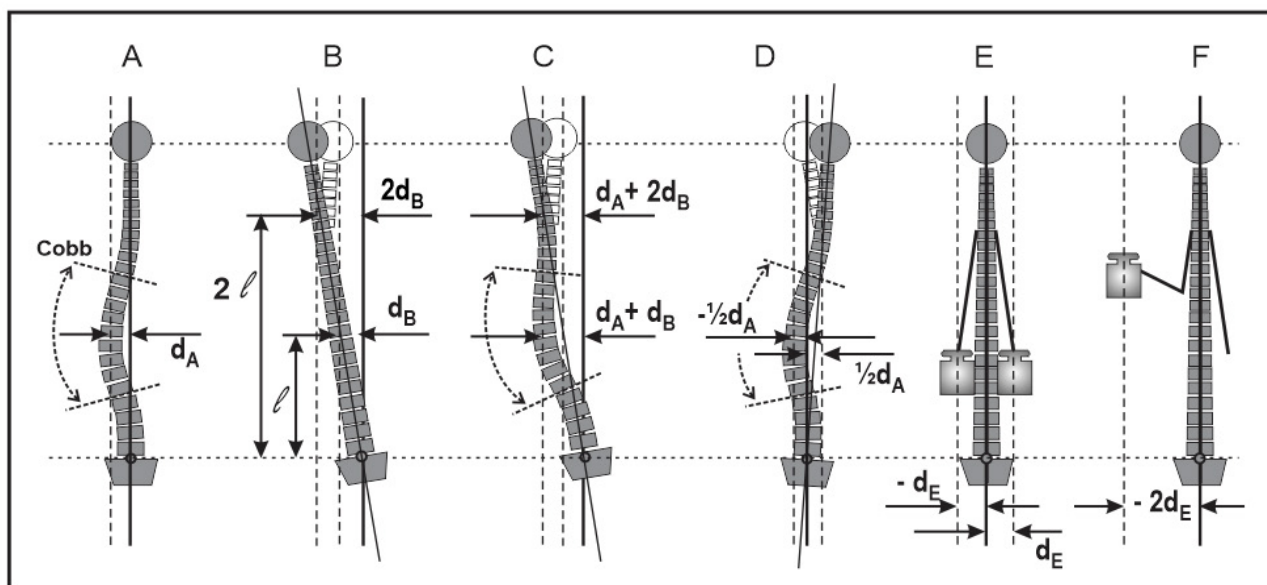 A
B
C
D
E
F
Cobb
d_A
2 ℓ
ℓ
2d_B
d_B
d_A + 2d_B
d_A + d_B
-½d_A
½d_A
- d_E
d_E
- 2d_E